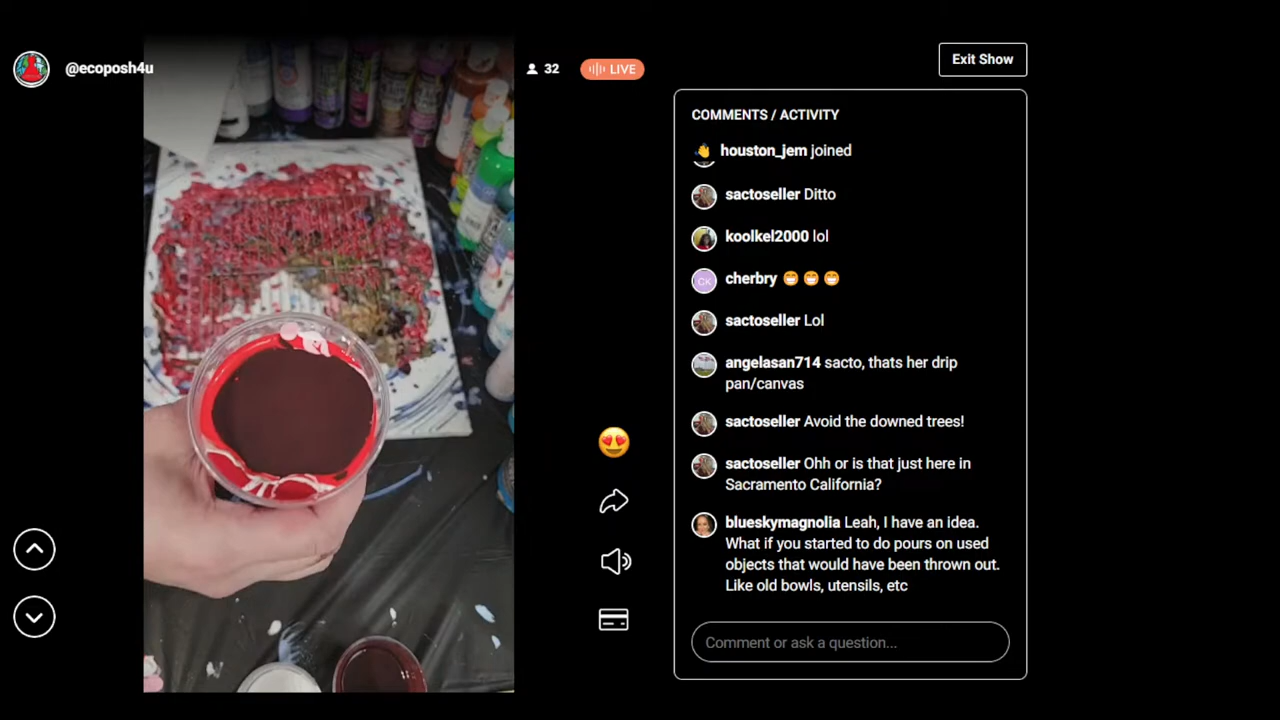 @ecoposh4u
32
LIVE
Exit Show
COMMENTS / ACTIVITY
houston_jem joined
sactoseller Ditto
koolkel2000 lol
CK
cherbry 😁 😁 😁
sactoseller Lol
angelasan714 sacto, thats her drip
pan/canvas
sactoseller Avoid the downed trees!
sactoseller Ohh or is that just here in
Sacramento California?
blueskymagnolia Leah, I have an idea.
What if you started to do pours on used
objects that would have been thrown out.
Like old bowls, utensils, etc
Comment or ask a question...